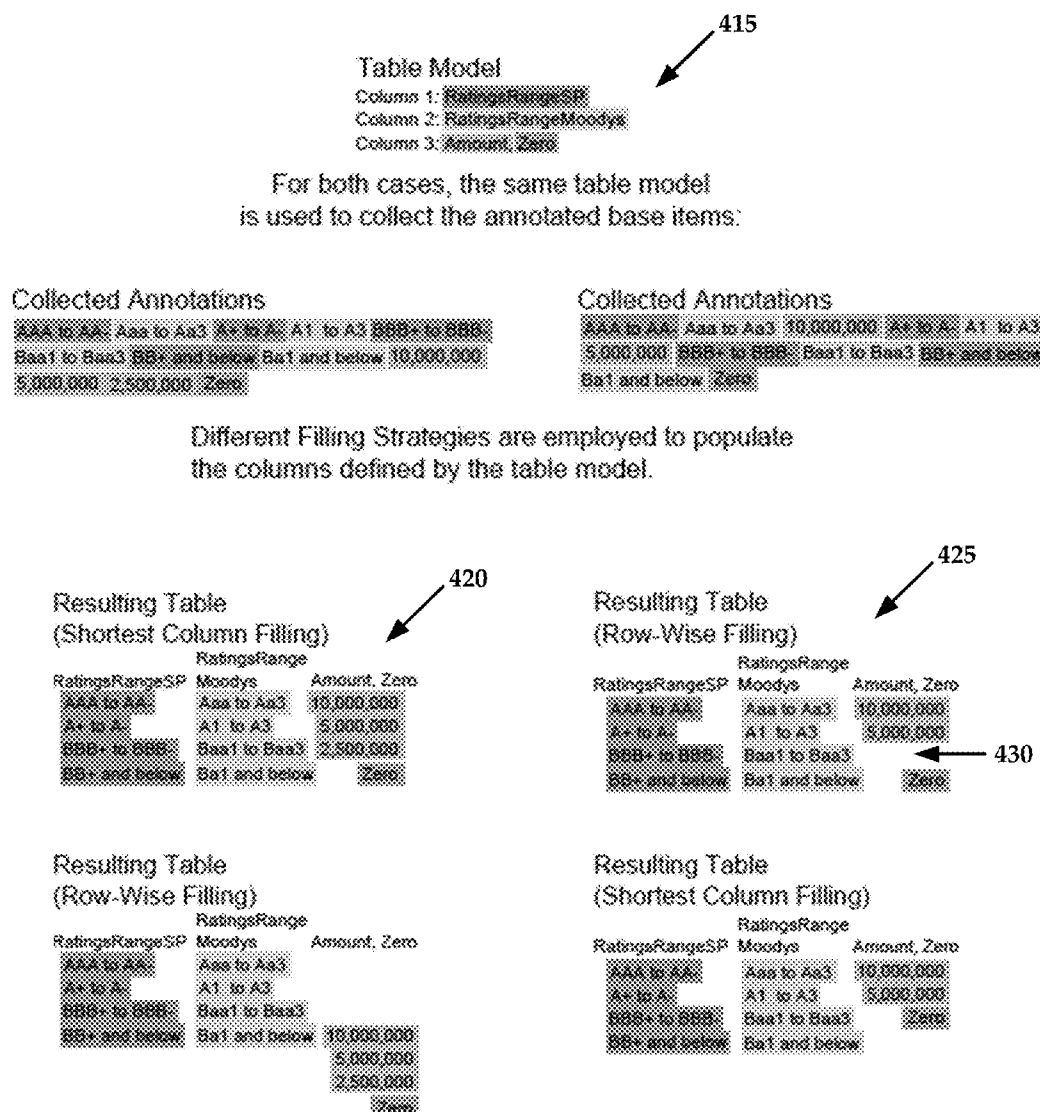 415
Table Model
Column 1: RatingsRangeSP
Column 2: RatingsRangeMoodys
Column 3: Amount, Zero
For both cases, the same table model
is used to collect the annotated base items:
Collected Annotations
AAA to AA- Aaa to Aa3 A+ to A- A1 to A3 BBB+ to BBB-
Baa1 to Baa3 BB+ and below Ba1 and below 10,000,000
5,000,000 2,500,000 Zero
Collected Annotations
AAA to AA- Aaa to Aa3 10,000,000 A+ to A- A1 to A3
5,000,000 BBB+ to BBB- Baa1 to Baa3 BB+ and below
Ba1 and below Zero
Different Filling Strategies are employed to populate
the columns defined by the table model.
420
Resulting Table
(Shortest Column Filling)
RatingsRange
RatingsRangeSP Moodys Amount, Zero
AAA to AA- Aaa to Aa3 10,000,000
A+ to A- A1 to A3 5,000,000
BBB+ to BBB- Baa1 to Baa3 2,500,000
BB+ and below Ba1 and below Zero
425
Resulting Table
(Row-Wise Filling)
RatingsRange
RatingsRangeSP Moodys Amount, Zero
AAA to AA- Aaa to Aa3 10,000,000
A+ to A- A1 to A3 5,000,000
BBB+ to BBB- Baa1 to Baa3
430
BB+ and below Ba1 and below Zero
Resulting Table
(Row-Wise Filling)
RatingsRange
RatingsRangeSP Moodys Amount, Zero
AAA to AA- Aaa to Aa3
A+ to A- A1 to A3
BBB+ to BBB- Baa1 to Baa3
BB+ and below Ba1 and below 10,000,000
5,000,000
2,500,000
Zero
Resulting Table
(Shortest Column Filling)
RatingsRange
RatingsRangeSP Moodys Amount, Zero
AAA to AA- Aaa to Aa3 10,000,000
A+ to A- A1 to A3 5,000,000
BBB+ to BBB- Baa1 to Baa3 Zero
BB+ and below Ba1 and below